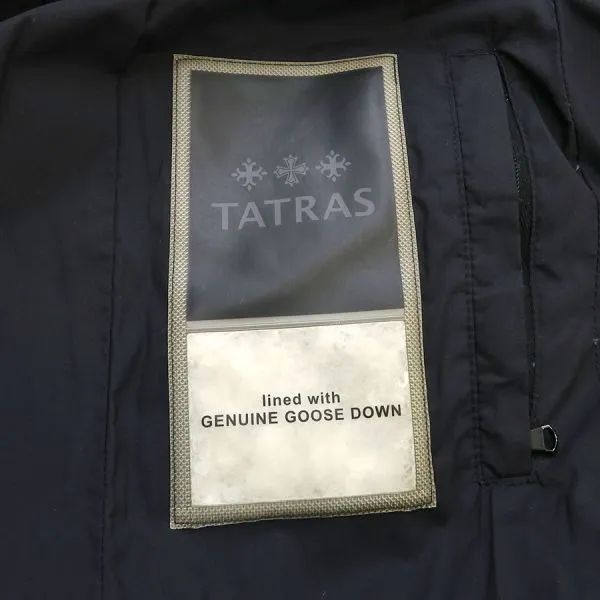 TATRAS
lined with
GENUINE GOOSE DOWN